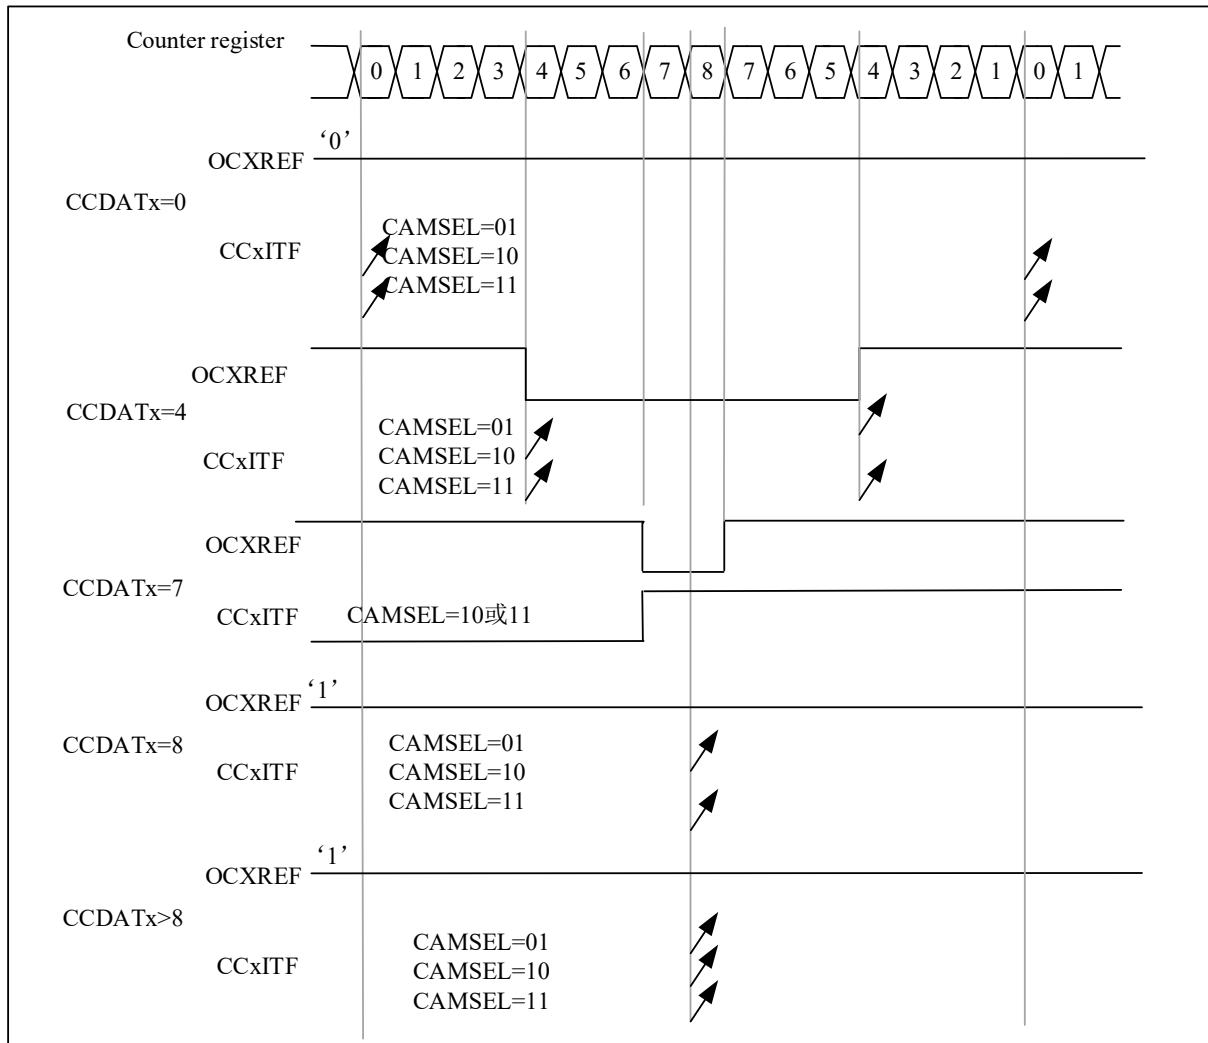 Counter register
0 1 2 3 4 5 6 7 8 7 6 5 4 3 2 1 0 1
‘0’
OCXREF
CCDATx=0
CAMSEL=01
CCxITF
CAMSEL=10
CAMSEL=11
OCXREF
CCDATx=4
CAMSEL=01
CCxITF
CAMSEL=10
CAMSEL=11
OCXREF
CCDATx=7
CCxITF
CAMSEL=10或11
‘1’
OCXREF
CCDATx=8
CAMSEL=01
CCxITF
CAMSEL=10
CAMSEL=11
‘1’
OCXREF
CCDATx>8
CAMSEL=01
CCxITF
CAMSEL=10
CAMSEL=11